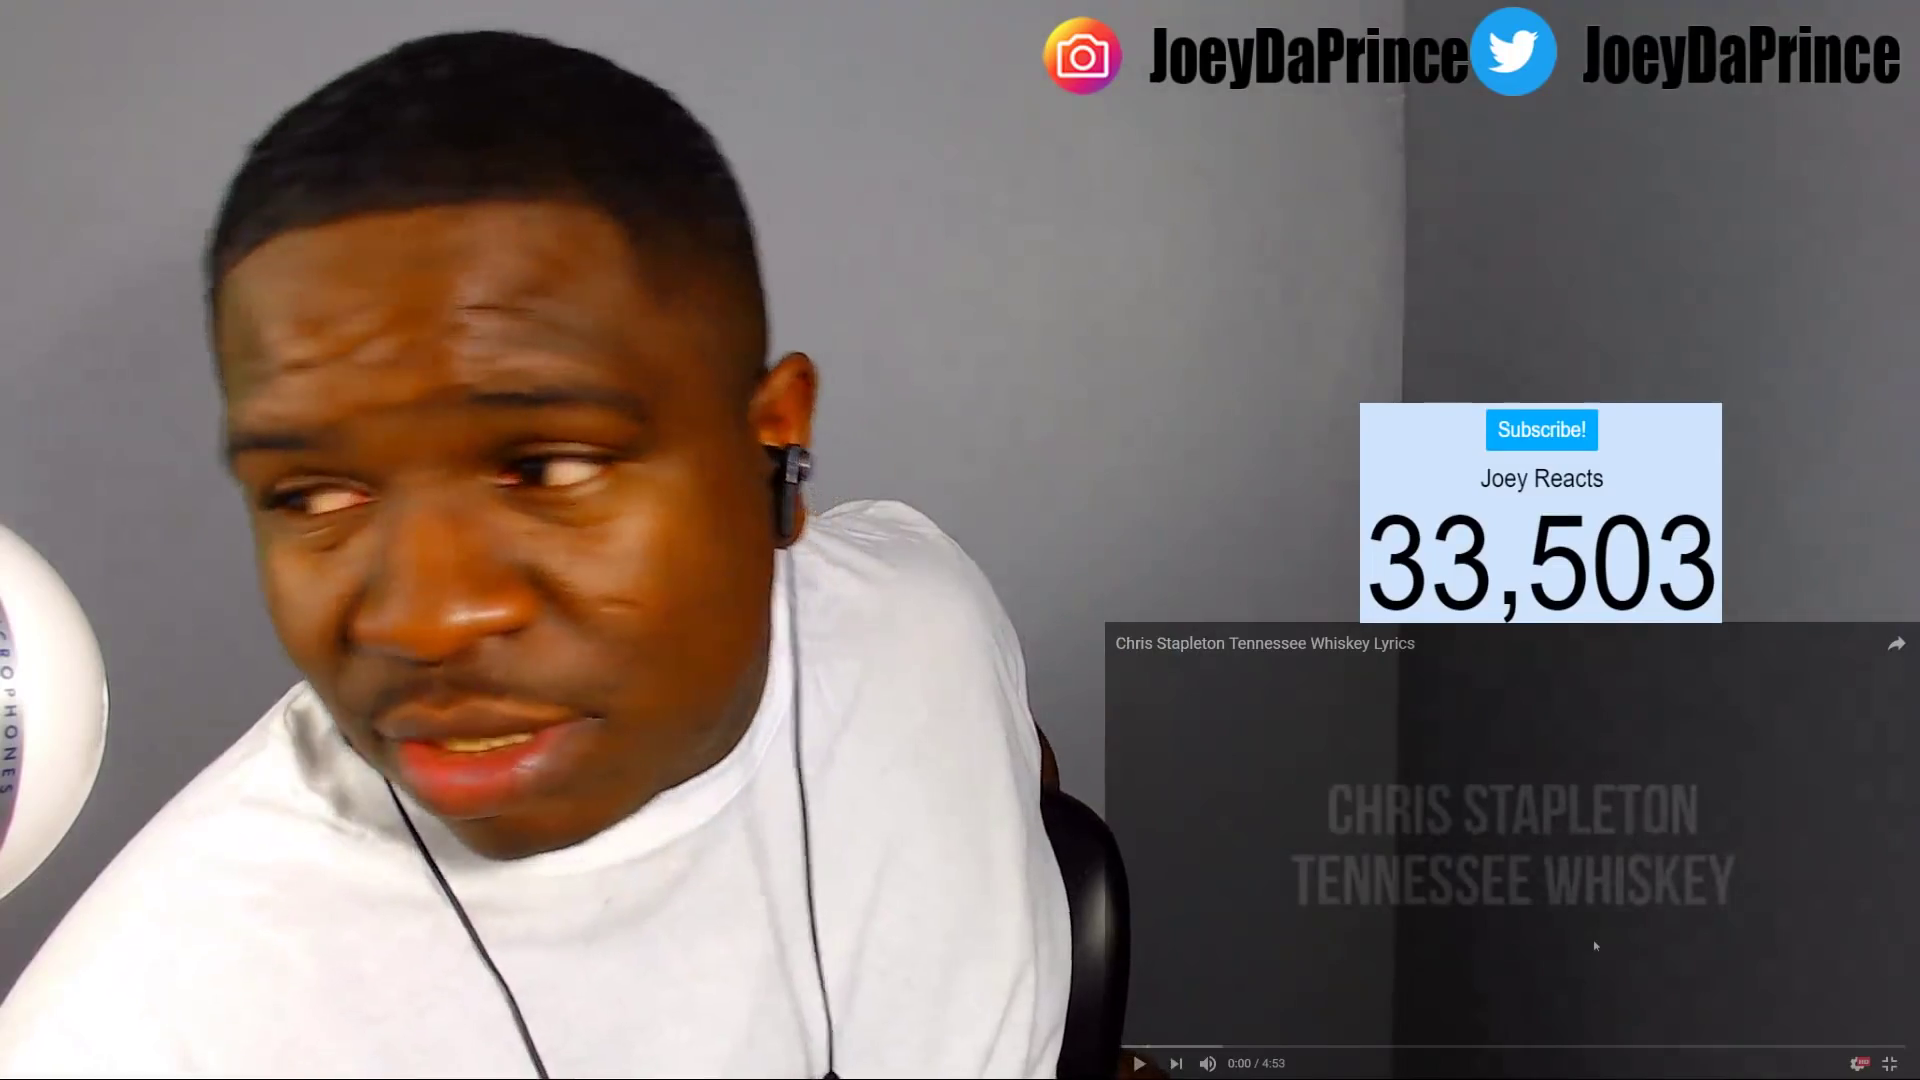 JoeyDaPrince
JoeyDaPrince
Subscribe!
Joey Reacts
33,503
Chris Stapleton Tennessee Whiskey Lyrics
CHRIS STAPLETON
TENNESSEE WHISKEY
0:00 / 4:53